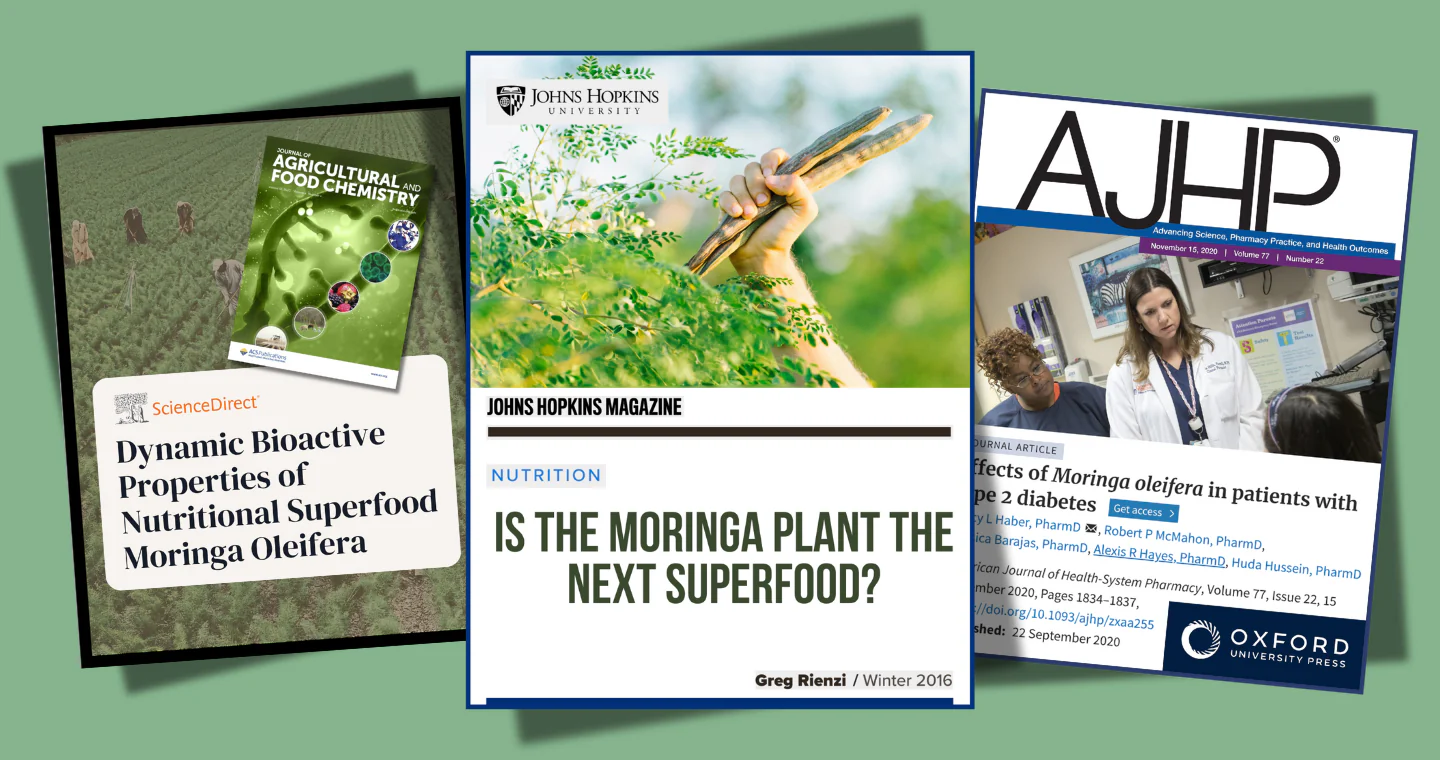 JOURNAL OF
AGRICULTURAL AND
FOOD CHEMISTRY
ACS Publications
ScienceDirect
Dynamic Bioactive
Properties of
Nutritional Superfood
Moringa Oleifera
JOHNS HOPKINS
UNIVERSITY
JOHNS HOPKINS MAGAZINE
NUTRITION
IS THE MORINGA PLANT THE
NEXT SUPERFOOD?
Greg Rienzi / Winter 2016
AJHP®
Advancing Science, Pharmacy Practice, and Health Outcomes
November 15, 2020 | Volume 77 | Number 22
OURNAL ARTICLE
ffects of Moringa oleifera in patients with
pe 2 diabetes Get access
cy L Haber, PharmD, Robert P McMahon, PharmD,
ica Barajas, PharmD, Alexis R Hayes, PharmD, Huda Hussein, PharmD
rican Journal of Health-System Pharmacy, Volume 77, Issue 22, 15
mber 2020, Pages 1834–1837,
://doi.org/10.1093/ajhp/zxaa255
shed: 22 September 2020
OXFORD
UNIVERSITY PRESS